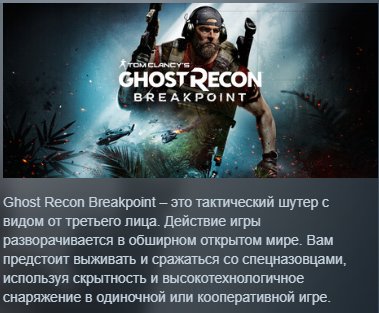 TOM CLANCY'S
GHOST RECON
BREAKPOINT
Ghost Recon Breakpoint – это тактический шутер с
видом от третьего лица. Действие игры
разворачивается в обширном открытом мире. Вам
предстоит выживать и сражаться со спецназовцами,
используя скрытность и высокотехнологичное
снаряжение в одиночной или кооперативной игре.